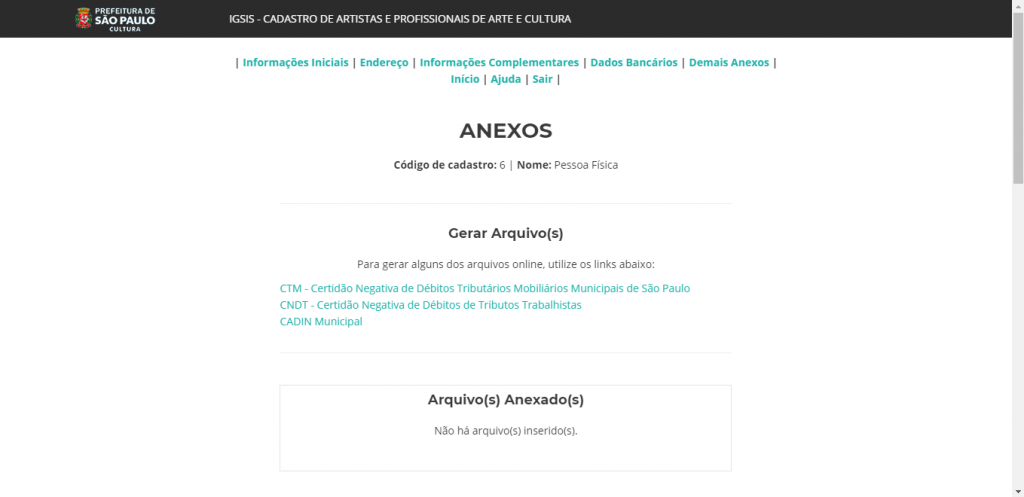 PREFEITURA DE
SÃO PAULO
CULTURA
IGSIS - CADASTRO DE ARTISTAS E PROFISSIONAIS DE ARTE E CULTURA
| Informações Iniciais | Endereço | Informações Complementares | Dados Bancários | Demais Anexos |
Início | Ajuda | Sair |
ANEXOS
Código de cadastro: 6 | Nome: Pessoa Física
Gerar Arquivo(s)
Para gerar alguns dos arquivos online, utilize os links abaixo:
CTM - Certidão Negativa de Débitos Tributários Mobiliários Municipais de São Paulo
CNDT - Certidão Negativa de Débitos de Tributos Trabalhistas
CADIN Municipal
Arquivo(s) Anexado(s)
Não há arquivo(s) inserido(s).